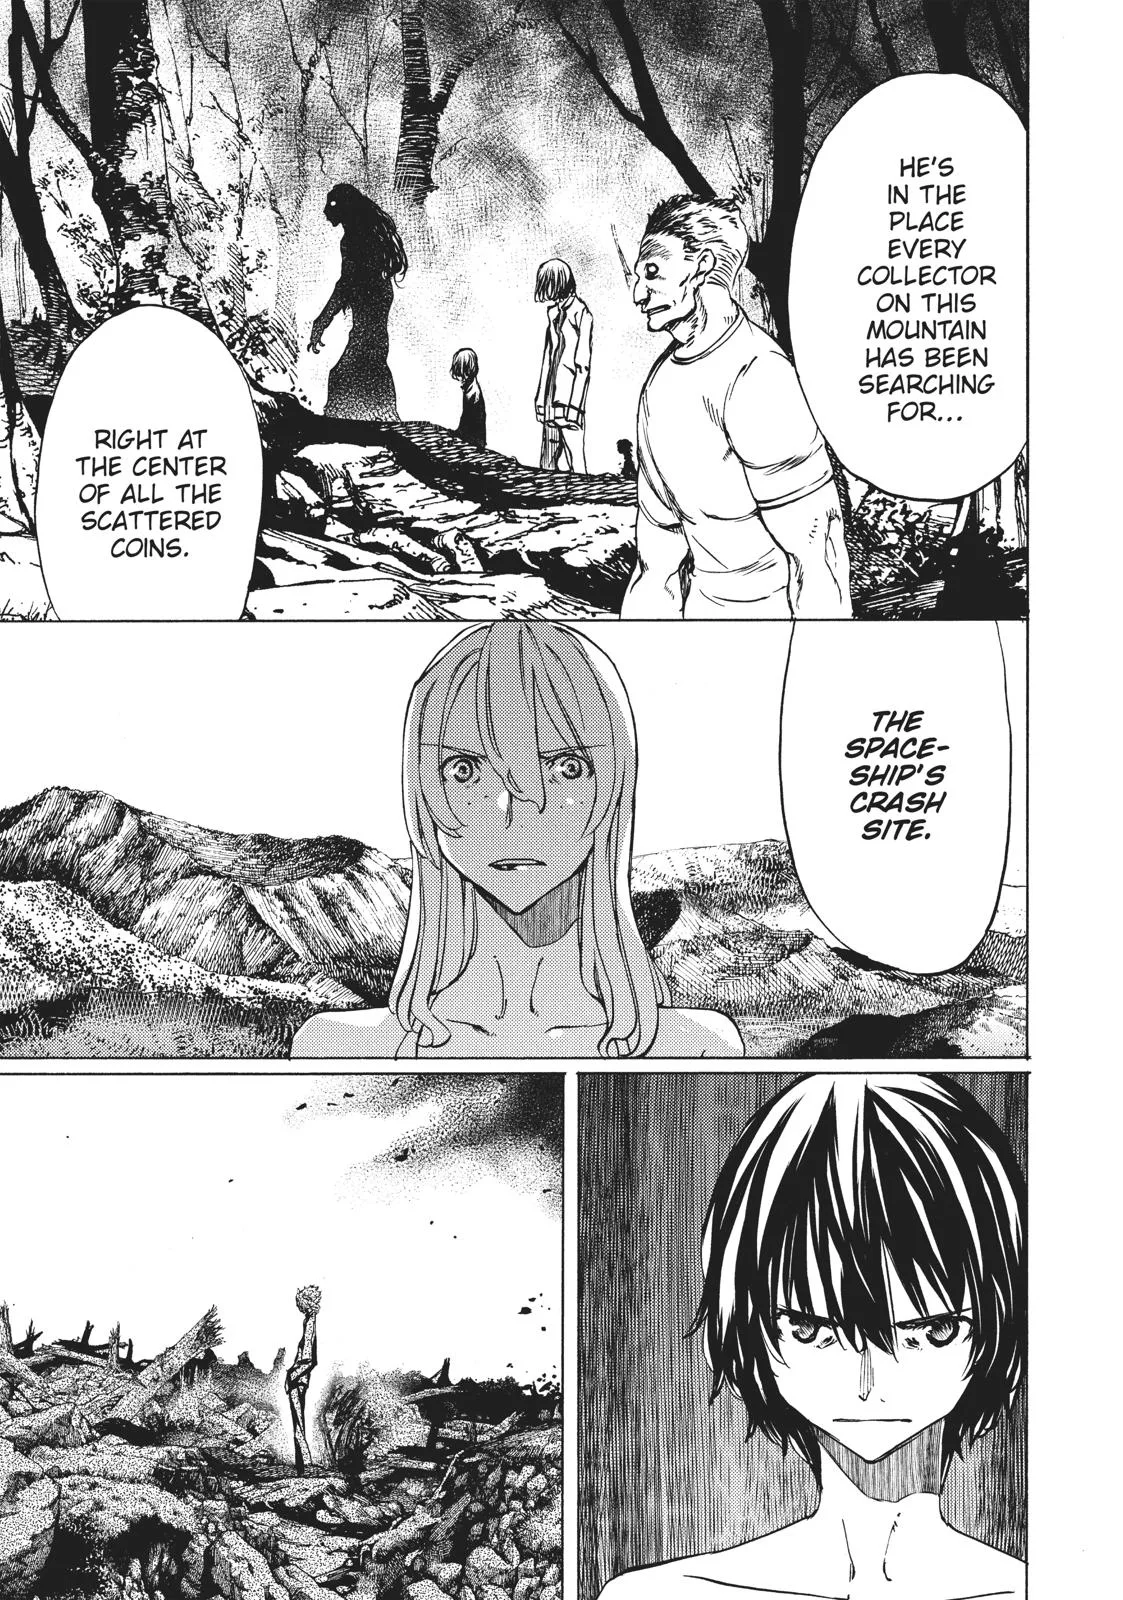 HE'S
IN THE
PLACE
EVERY
COLLECTOR
ON THIS
MOUNTAIN
HAS BEEN
SEARCHING
FOR...
RIGHT AT
THE CENTER
OF ALL THE
SCATTERED
COINS.
THE
SPACE-
SHIP'S
CRASH
SITE.